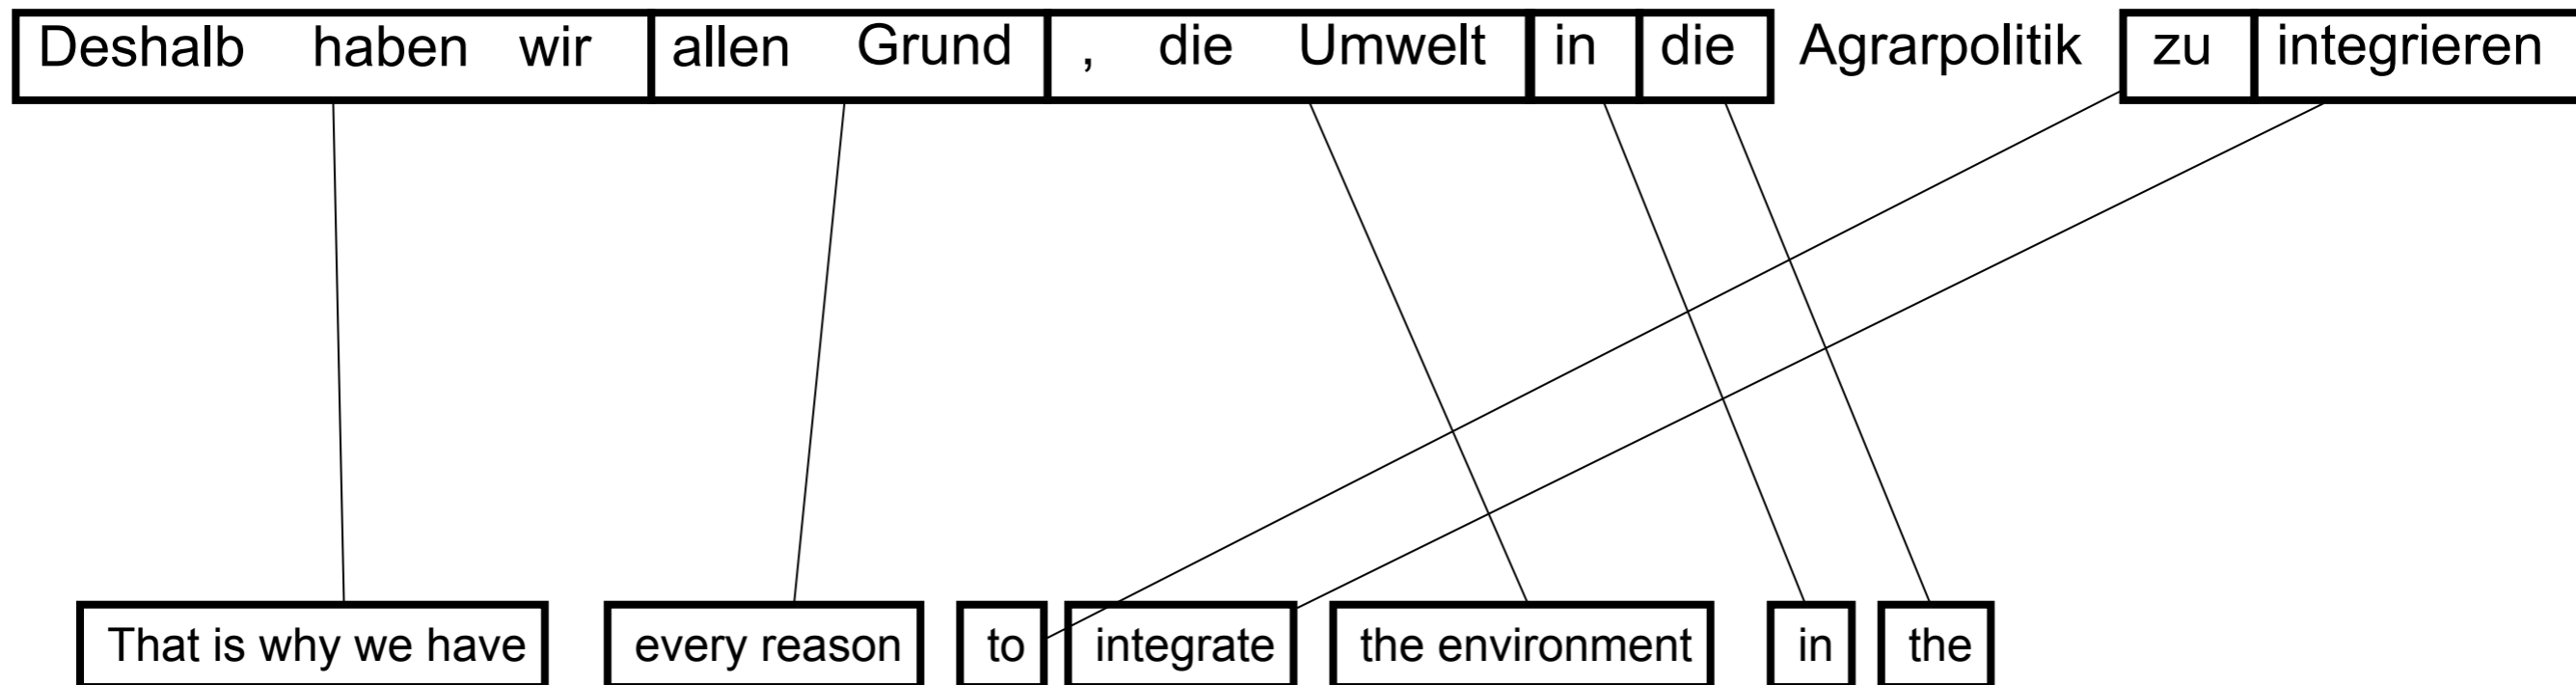 Deshalb haben wir allen Grund , die Umwelt in die Agrarpolitik zu integrieren
That is why we have every reason to integrate the environment in the